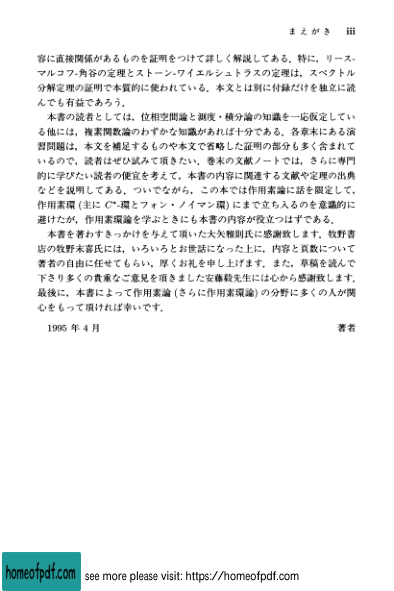 まえがき iii
容に直接関係があるものを証明をつけて詳しく解説してある．特に，リース-
マルコフ-角谷の定理とストーン-ワイエルシュトラスの定理は，スペクトル
分解定理の証明で本質的に使われている．本文とは別に付録だけを独立に読
んでも有益であろう．
本書の読者としては，位相空間論と測度・積分論の知識を一応仮定してい
る他には，複素関数論のわずかな知識があれば十分である．各章末にある演
習問題は，本文を補足するものや本文で省略した証明の部分も多く含まれて
いるので，読者はぜひ試みて頂きたい．巻末の文献ノートでは，さらに専門
的に学びたい読者の便宜を考えて，本書の内容に関連する文献や定理の出典
などを説明してある．ついでながら，この本では作用素論に話を限定して，
作用素環 (主に C*-環とフォン・ノイマン環) にまで立ち入るのを意識的に
避けたが，作用素環論を学ぶときにも本書の内容が役立つはずである．
本書を著わすきっかけを与えて頂いた大矢雅則氏に感謝致します．牧野書
店の牧野末喜氏には，いろいろとお世話になった上に，内容と頁数について
著者の自由に任せてもらい，厚くお礼を申し上げます．また，草稿を読んで
下さり多くの貴重なご意見を頂きました安藤毅先生には心から感謝致します．
最後に，本書によって作用素論 (さらに作用素環論) の分野に多くの人が関
心をもって頂ければ幸いです．
1995 年 4 月 著者
homeofpdf.com see more please visit: https://homeofpdf.com